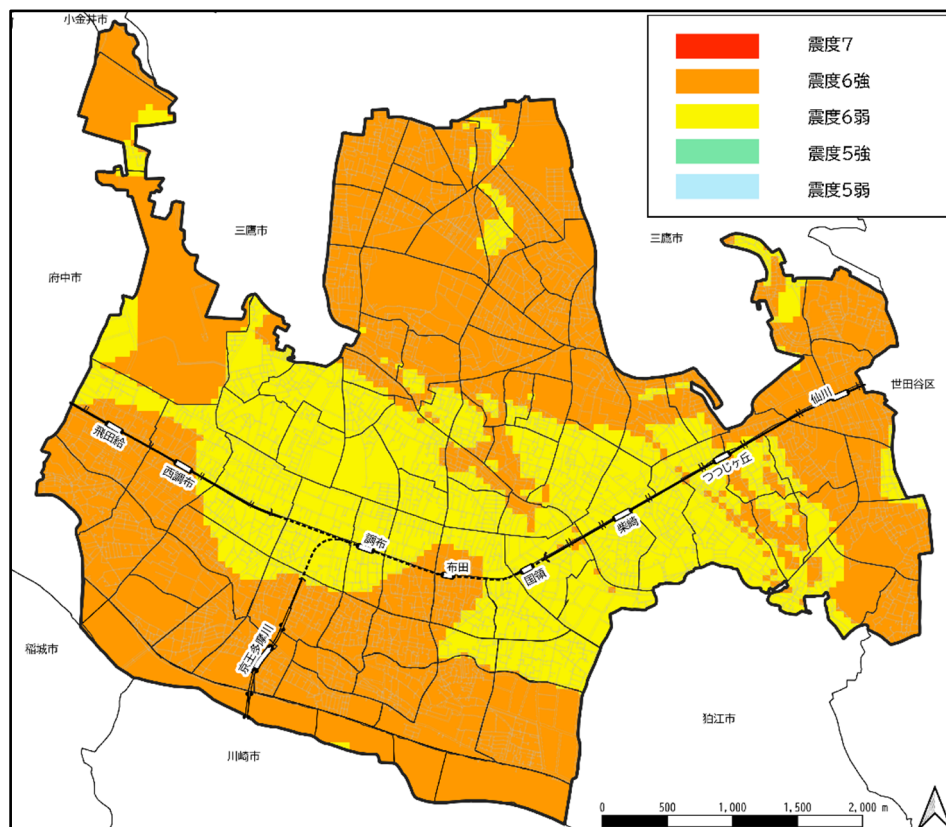 小金井市
震度7
震度6強
震度6弱
震度5強
震度5弱
三鷹市
三鷹市
府中市
世田谷区
仙川
飛田給
西調布
つつじヶ丘
柴崎
調布
布田
国領
京王多摩川
稲城市
狛江市
川崎市
0 500 1,000 1,500 2,000 m